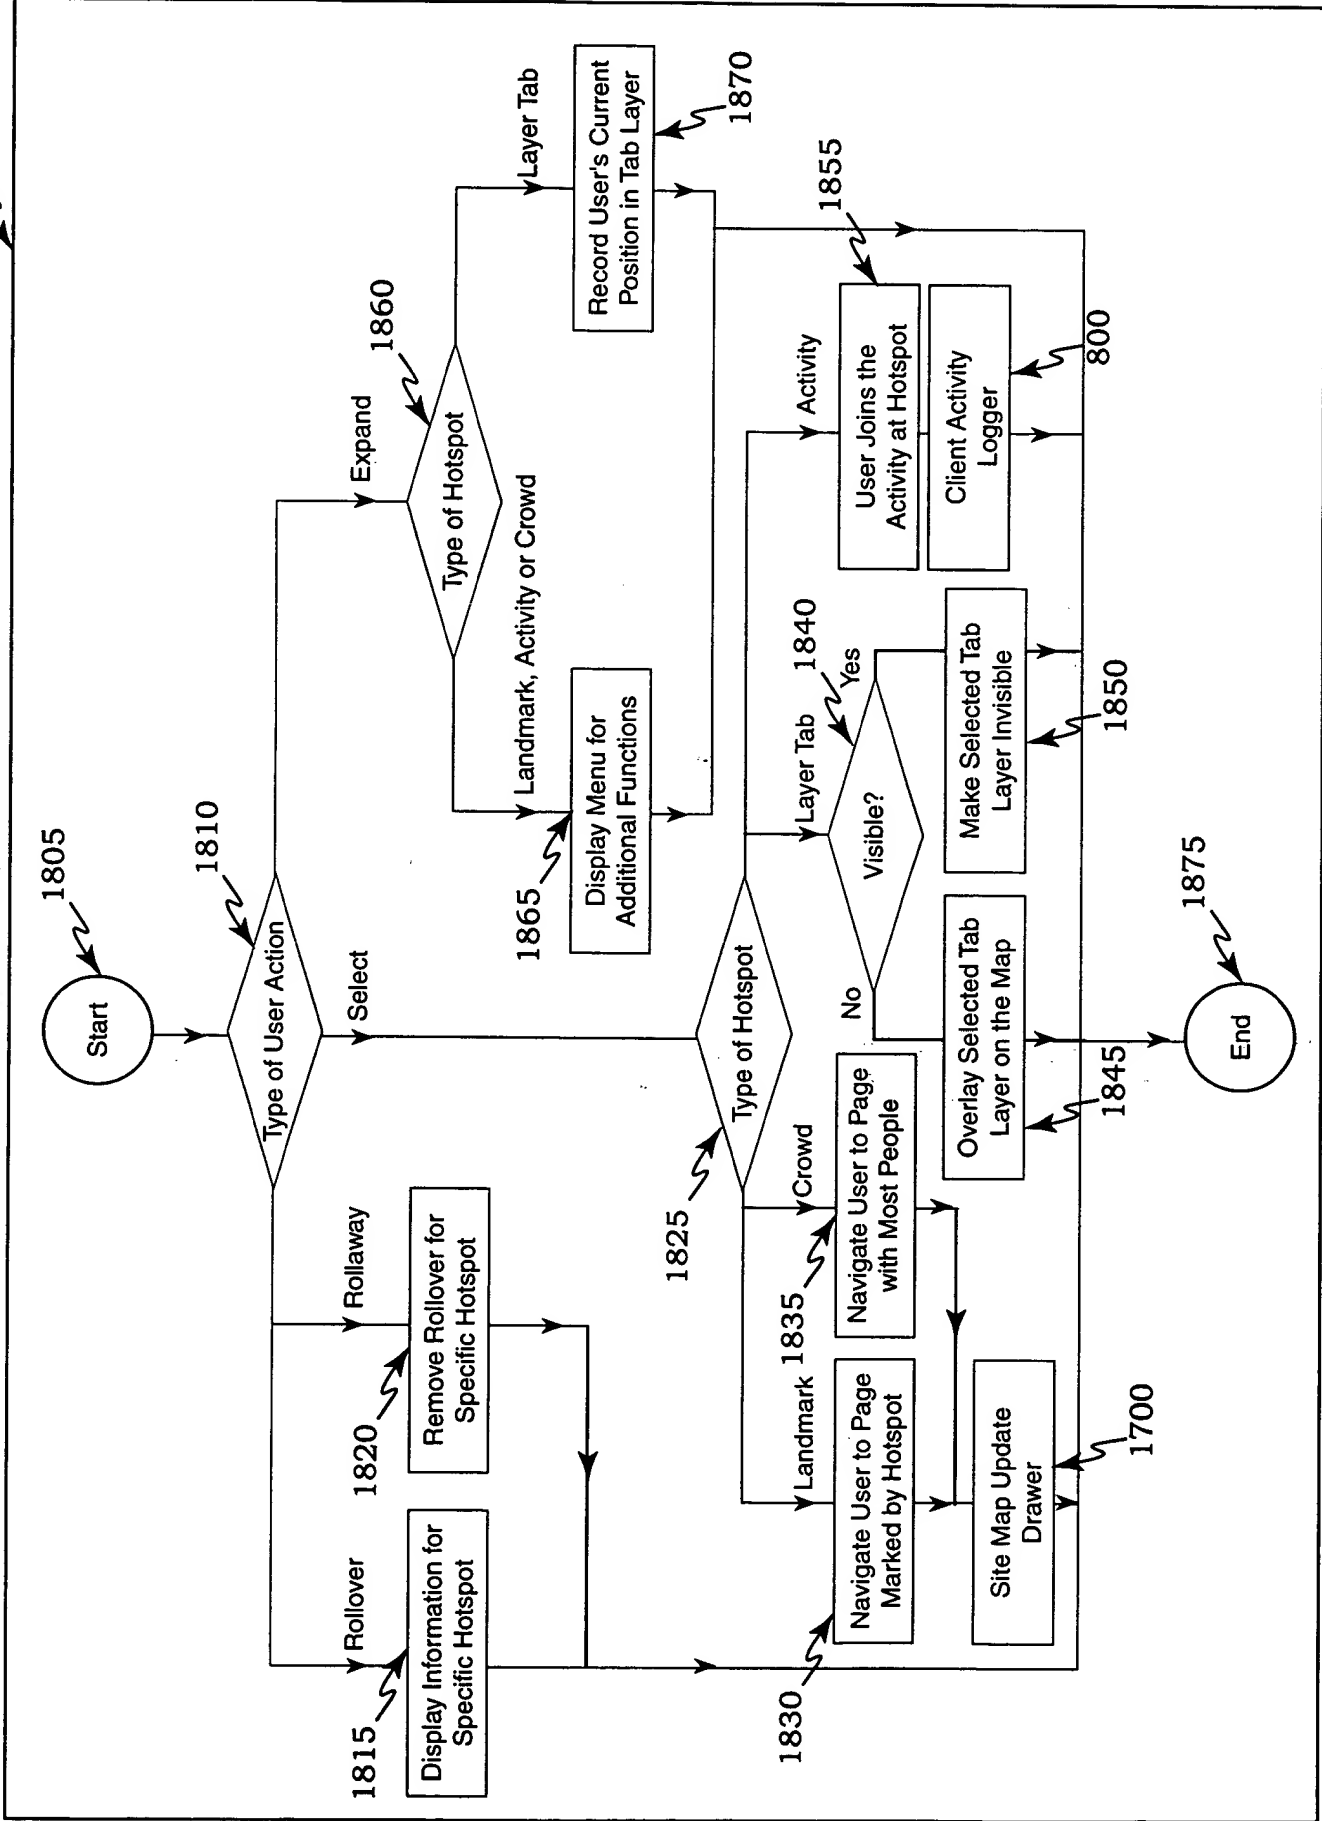 1805
Start
1810
Type of User Action
Rollover
Rollaway
Select
Expand
1815
Display Information for
Specific Hotspot
1820
Remove Rollover for
Specific Hotspot
1860
Type of Hotspot
Landmark, Activity or Crowd
Layer Tab
1865
Display Menu for
Additional Functions
Record User's Current
Position in Tab Layer
1870
1825
Type of Hotspot
Landmark
Crowd
Layer Tab
Activity
1830
Navigate User to Page
Marked by Hotspot
1835
Navigate User to Page
with Most People
1840
Visible?
No
Yes
1855
User Joins the
Activity at Hotspot
Site Map Update
Drawer
1700
Overlay Selected Tab
Layer on the Map
1845
Make Selected Tab
Layer Invisible
1850
Client Activity
Logger
800
1875
End